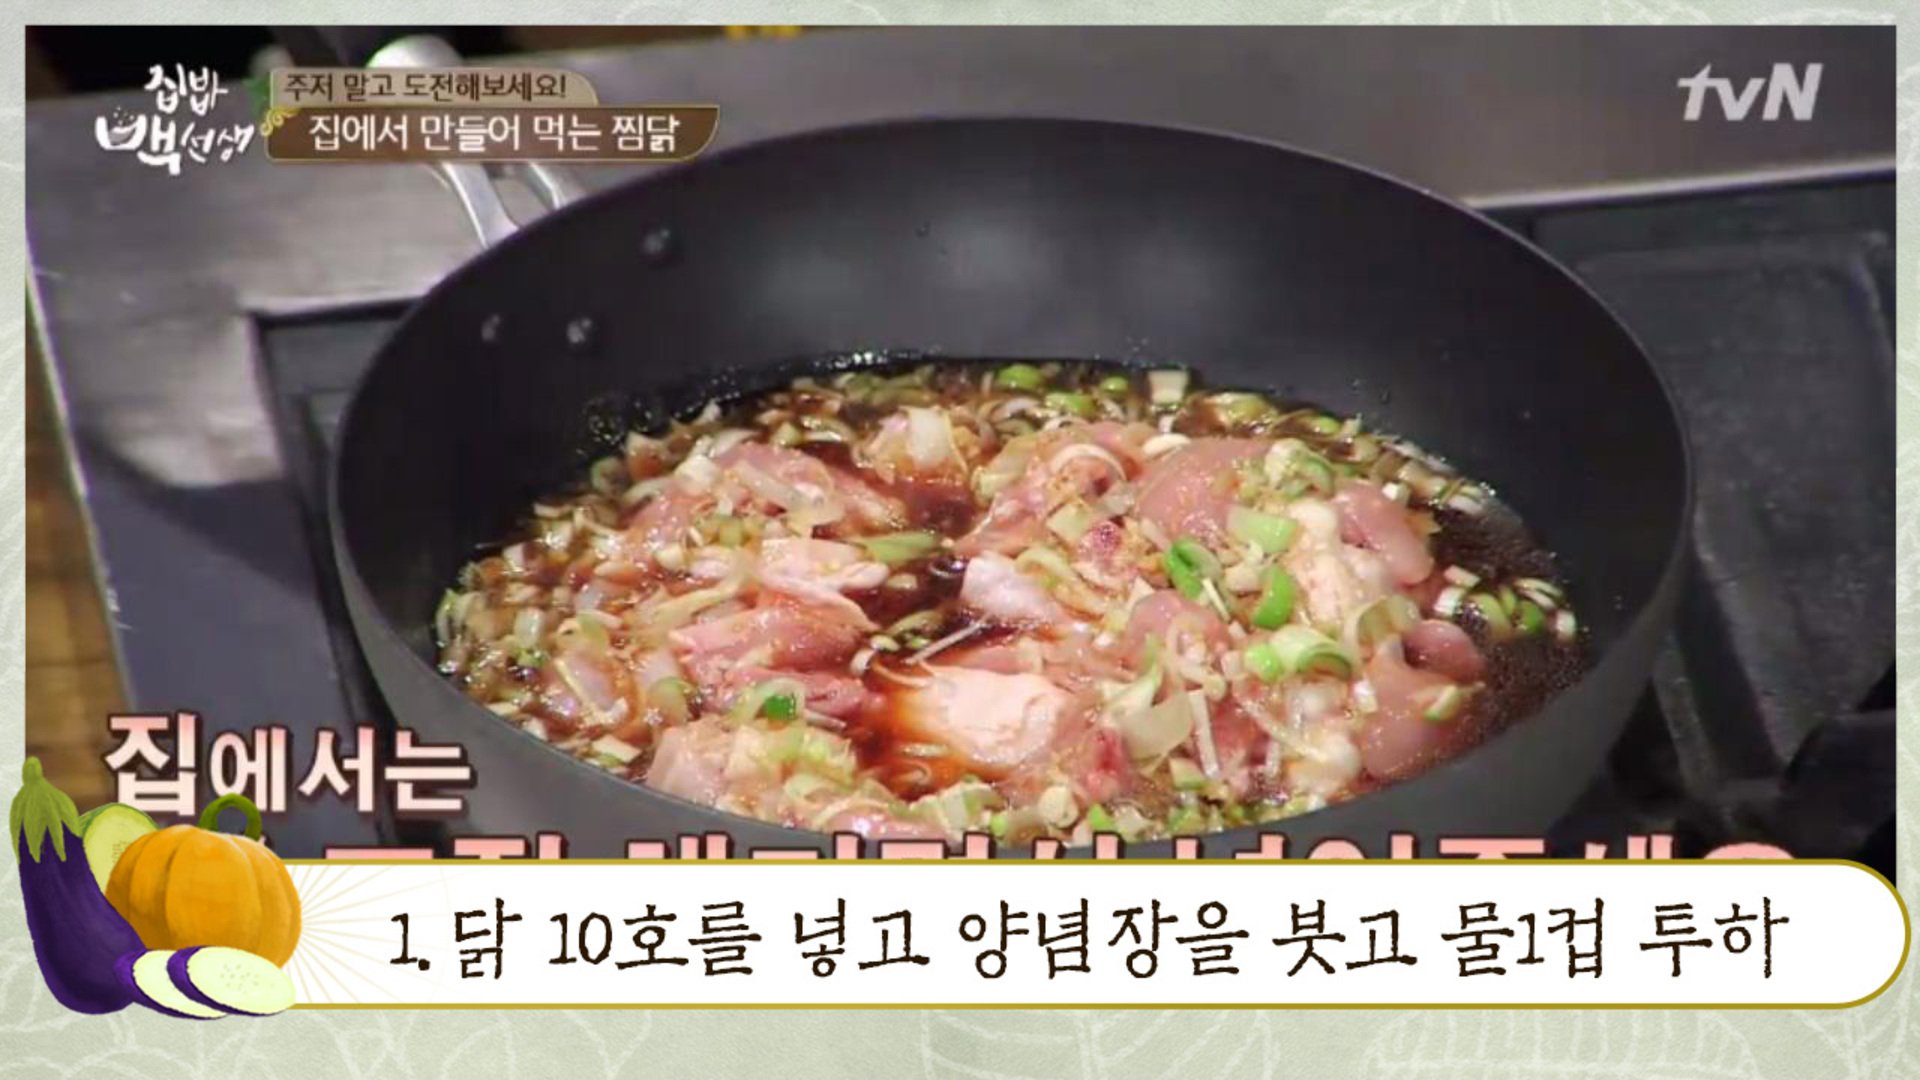 집밥
백선생
주저 말고 도전해보세요!
집에서 만들어 먹는 찜닭
tvN
집에서는
1. 닭 10호를 넣고 양념장을 붓고 물1컵 투하